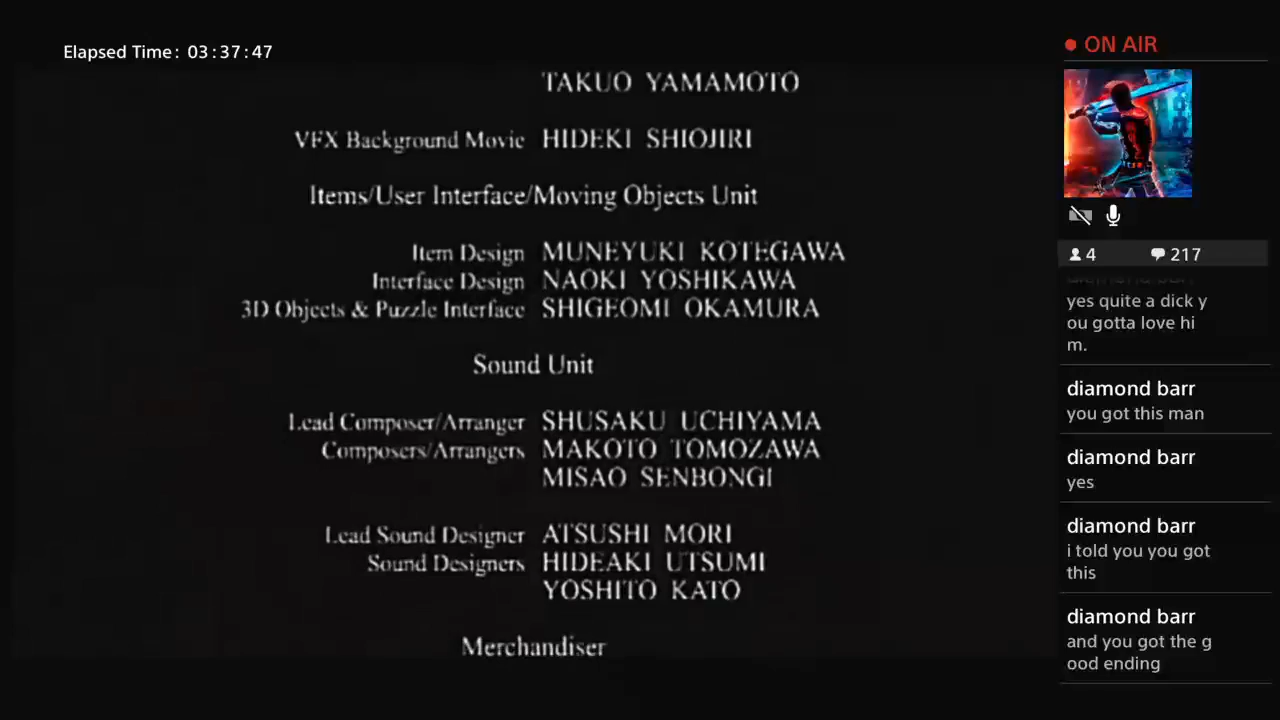 Elapsed Time: 03:37:47
TAKUO YAMAMOTO
VFX Background Movie HIDEKI SHIOJIRI
Items/User Interface/Moving Objects Unit
Item Design MUNEYUKI KOTEGAWA
Interface Design NAOKI YOSHIKAWA
3D Objects & Puzzle Interface SHIGEOMI OKAMURA
Sound Unit
Lead Composer/Arranger SHUSAKU UCHIYAMA
Composers/Arrangers MAKOTO TOMOZAWA
MISAO SENBONGI
Lead Sound Designer ATSUSHI MORI
Sound Designers HIDEAKI UTSUMI
YOSHITO KATO
Merchandiser
ON AIR
4 217
yes quite a dick y
ou gotta love hi
m.
diamond barr
you got this man
diamond barr
yes
diamond barr
i told you you got
this
diamond barr
and you got the g
ood ending